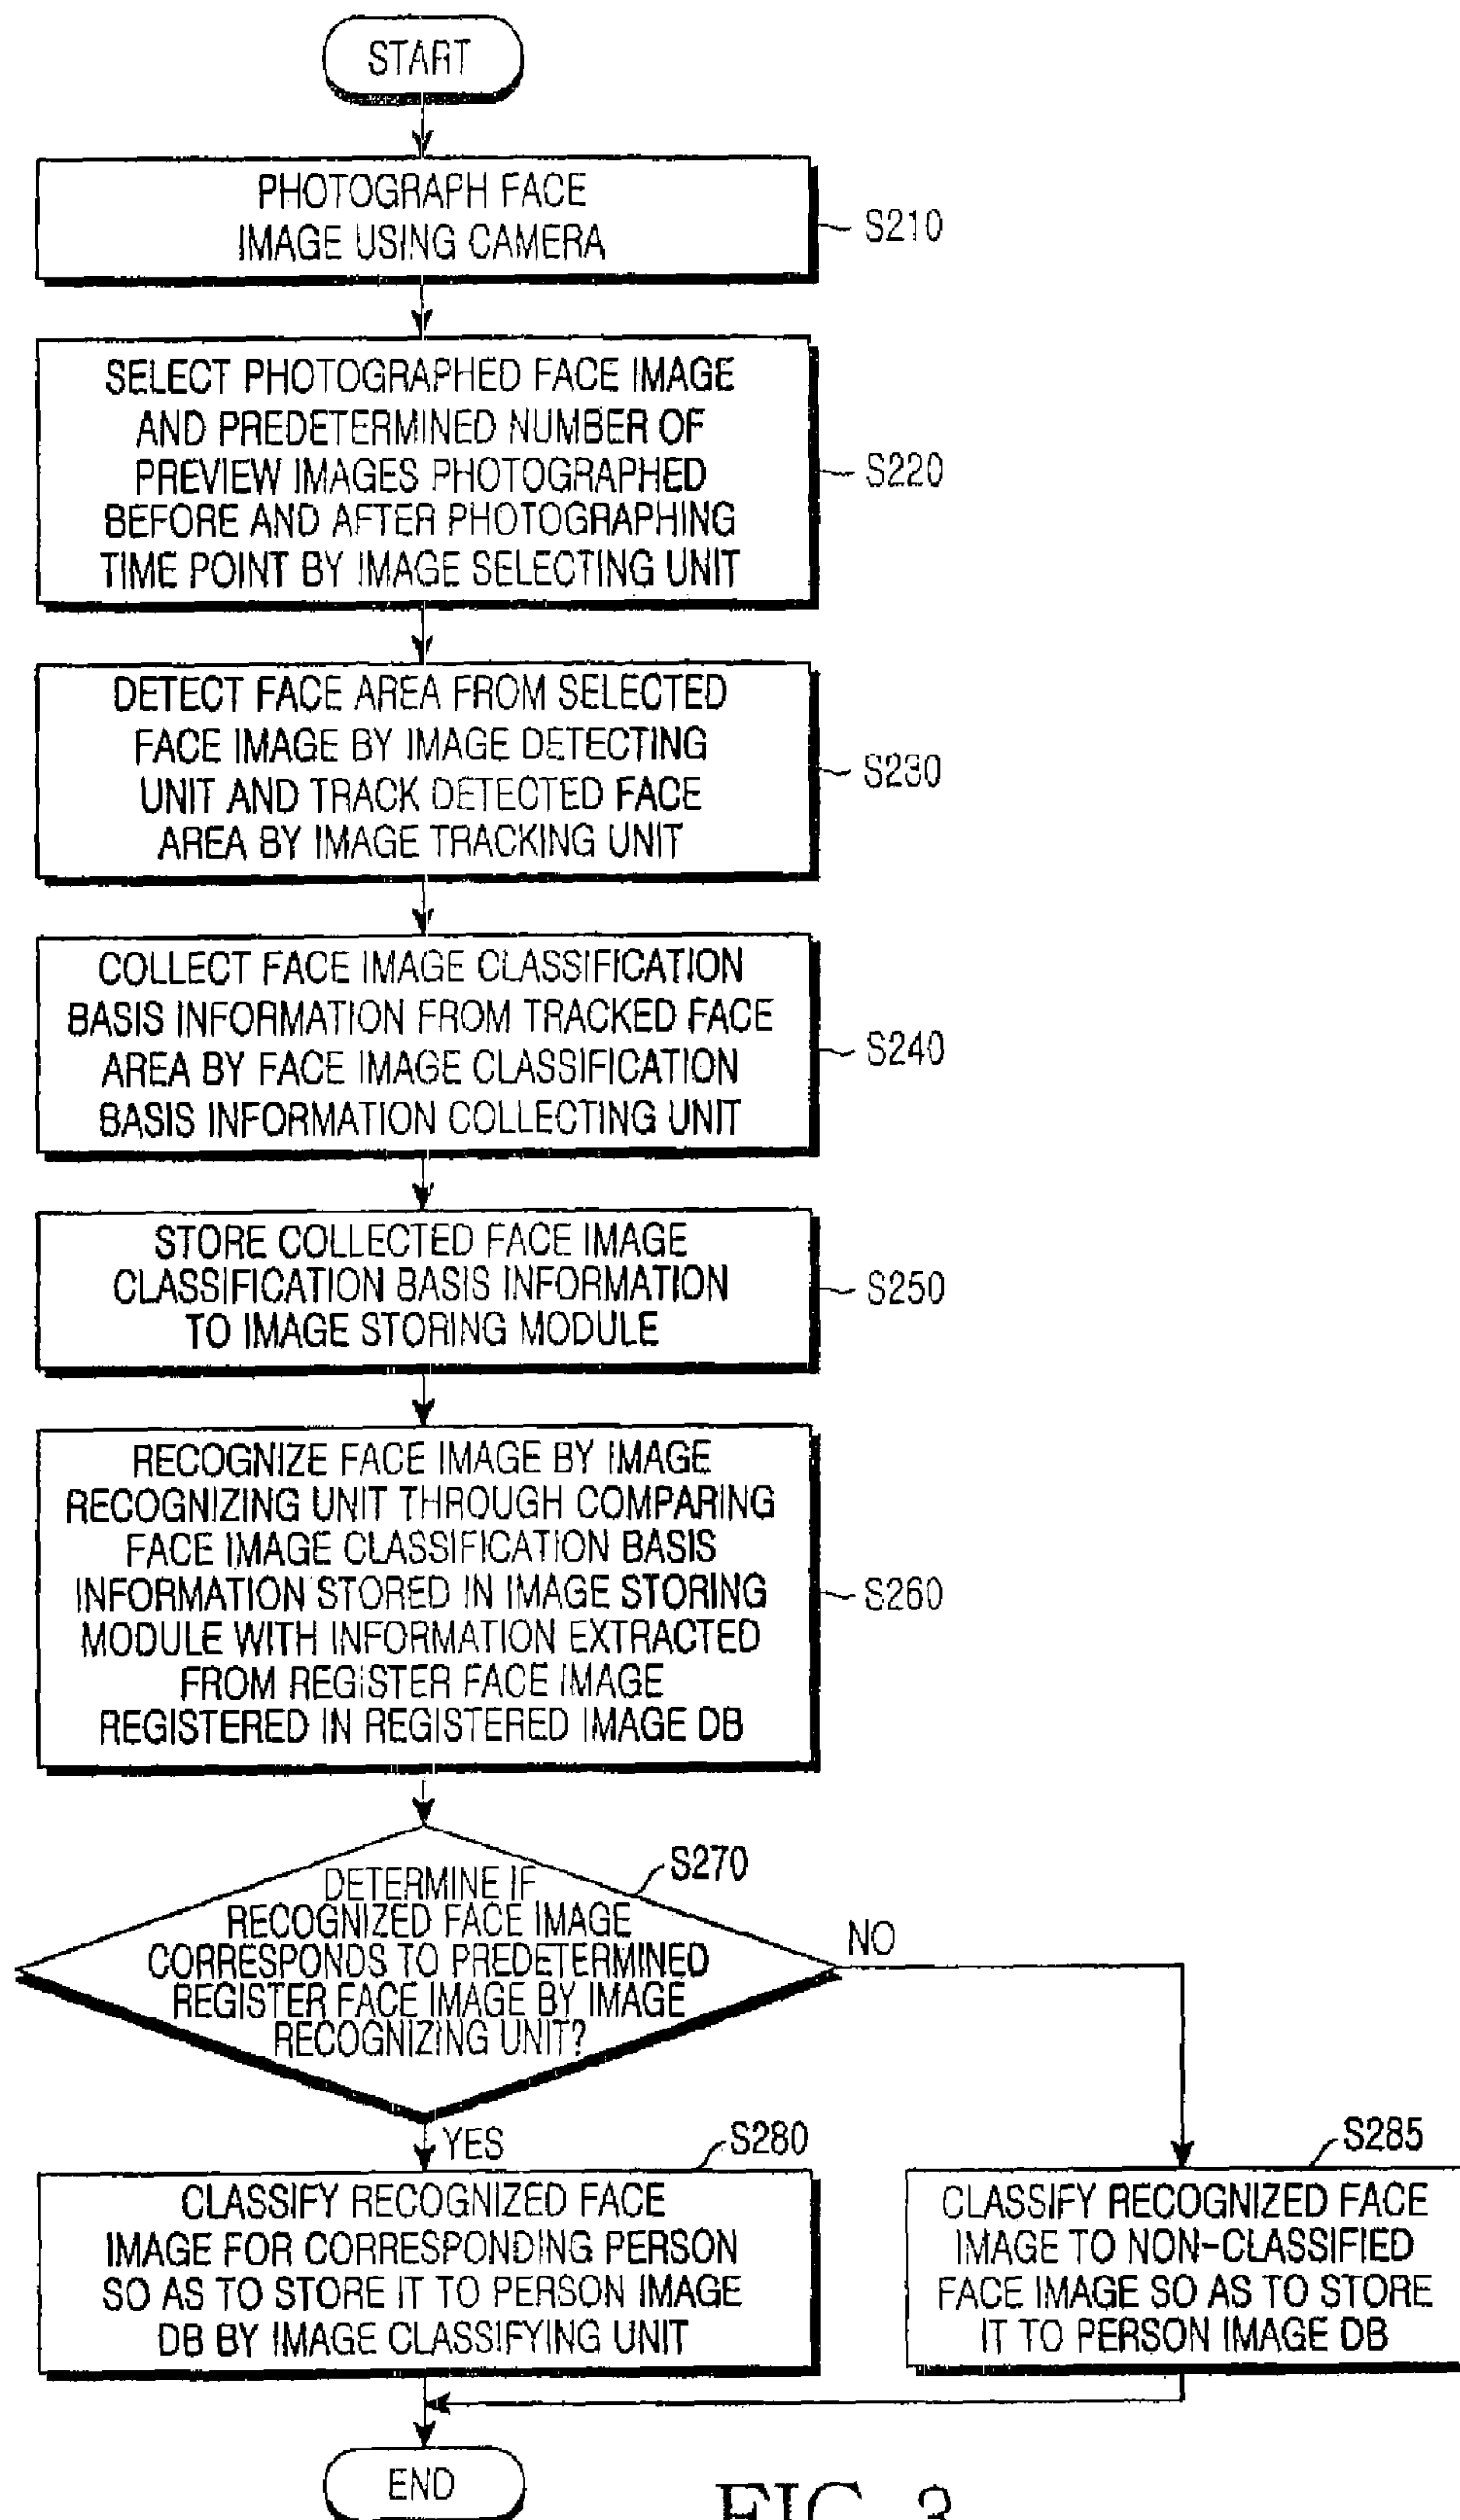 START
PHOTOGRAPH FACE
IMAGE USING CAMERA
S210
SELECT PHOTOGRAPHED FACE IMAGE
AND PREDETERMINED NUMBER OF
PREVIEW IMAGES PHOTOGRAPHED
BEFORE AND AFTER PHOTOGRAPHING
TIME POINT BY IMAGE SELECTING UNIT
S220
DETECT FACE AREA FROM SELECTED
FACE IMAGE BY IMAGE DETECTING
UNIT AND TRACK DETECTED FACE
AREA BY IMAGE TRACKING UNIT
S230
COLLECT FACE IMAGE CLASSIFICATION
BASIS INFORMATION FROM TRACKED FACE
AREA BY FACE IMAGE CLASSIFICATION
BASIS INFORMATION COLLECTING UNIT
S240
STORE COLLECTED FACE IMAGE
CLASSIFICATION BASIS INFORMATION
TO IMAGE STORING MODULE
S250
RECOGNIZE FACE IMAGE BY IMAGE
RECOGNIZING UNIT THROUGH COMPARING
FACE IMAGE CLASSIFICATION BASIS
INFORMATION STORED IN IMAGE STORING
MODULE WITH INFORMATION EXTRACTED
FROM REGISTER FACE IMAGE
REGISTERED IN REGISTERED IMAGE DB
S260
S270
DETERMINE IF
RECOGNIZED FACE IMAGE
CORRESPONDS TO PREDETERMINED
REGISTER FACE IMAGE BY IMAGE
RECOGNIZING UNIT?
NO
YES
S280
CLASSIFY RECOGNIZED FACE
IMAGE FOR CORRESPONDING PERSON
SO AS TO STORE IT TO PERSON IMAGE
DB BY IMAGE CLASSIFYING UNIT
S285
CLASSIFY RECOGNIZED FACE
IMAGE TO NON-CLASSIFIED
FACE IMAGE SO AS TO STORE
IT TO PERSON IMAGE DB
END
FIG. 3